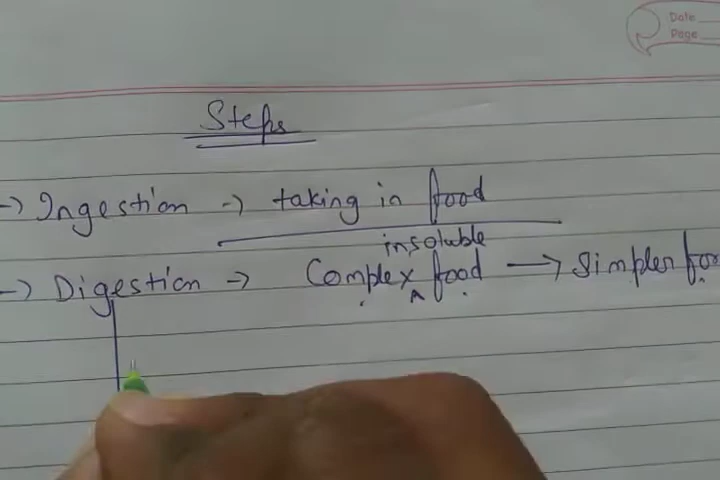 Date
Page
Steps
→ Ingestion → taking in food
insoluble
→ Digestion → Complex ^ food → Simpler